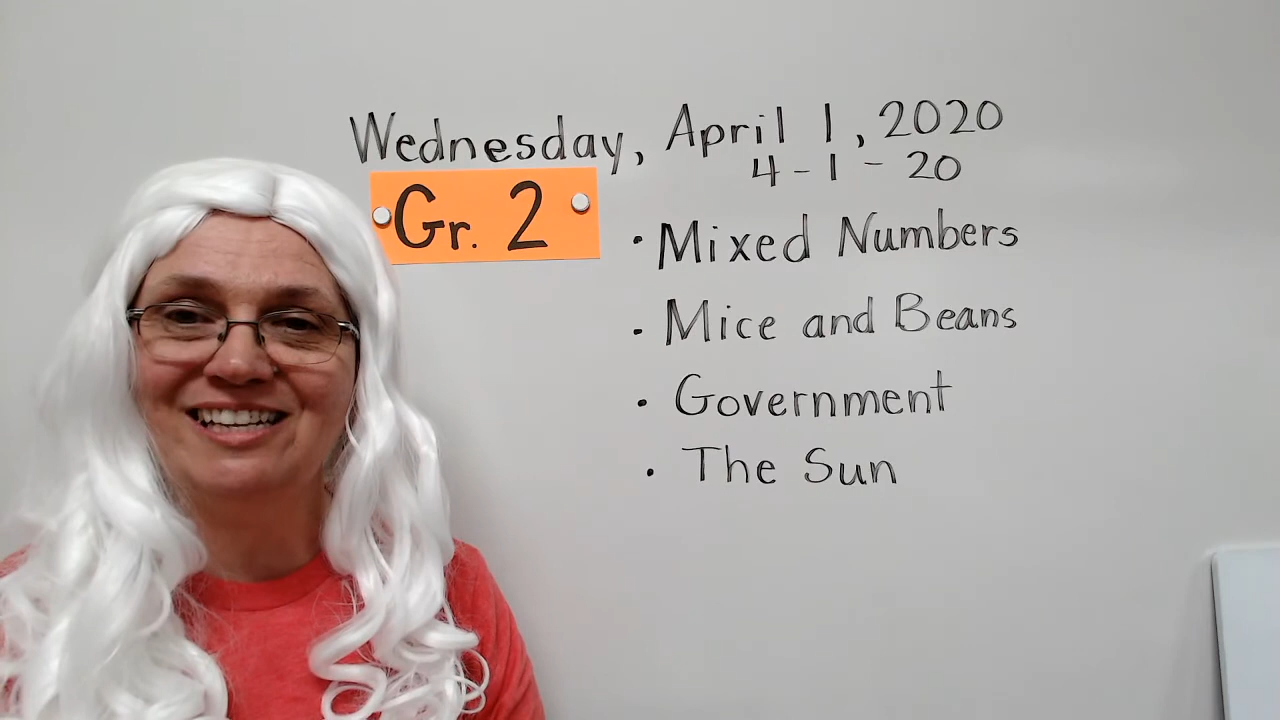 Wednesday, April 1, 2020
4-1-20
Gr. 2
• Mixed Numbers
• Mice and Beans
• Government
• The Sun